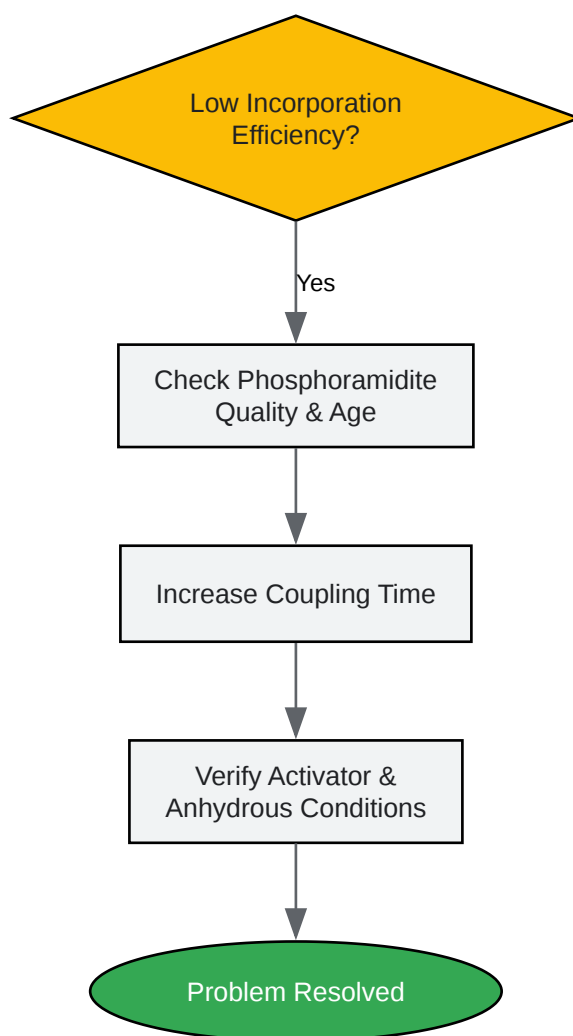 Low Incorporation
Efficiency?
Yes
Check Phosphoramidite
Quality & Age
Increase Coupling Time
Verify Activator &
Anhydrous Conditions
Problem Resolved